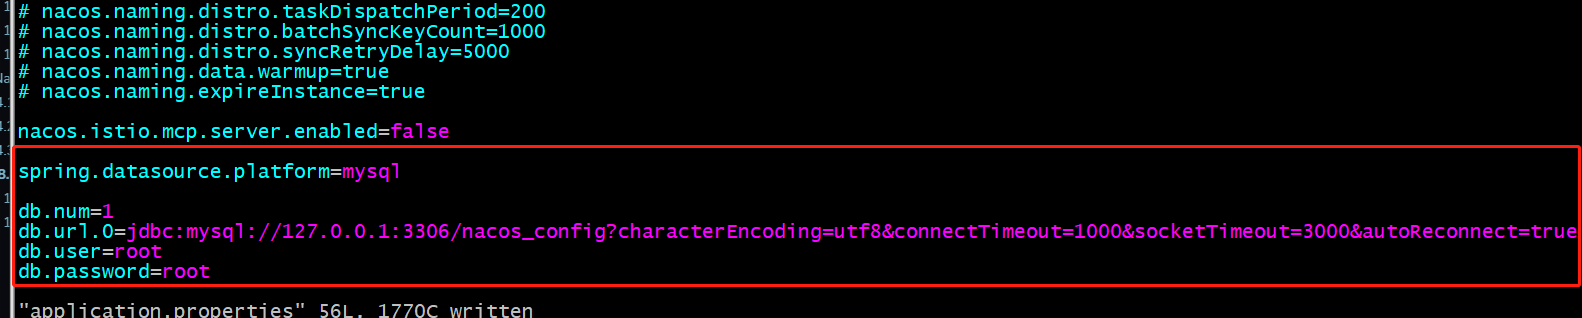 # nacos.naming.distro.taskDispatchPeriod=200
# nacos.naming.distro.batchSyncKeyCount=1000
# nacos.naming.distro.syncRetryDelay=5000
# nacos.naming.data.warmup=true
# nacos.naming.expireInstance=true
nacos.istio.mcp.server.enabled=false
spring.datasource.platform=mysql
db.num=1
db.url.0=jdbc:mysql://127.0.0.1:3306/nacos_config?characterEncoding=utf8&connectTimeout=1000&socketTimeout=3000&autoReconnect=true
db.user=root
db.password=root
"application.properties" 56L, 1770C written